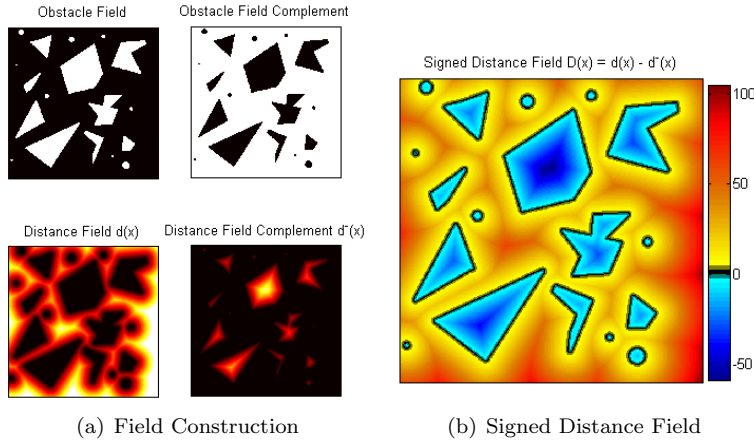 Obstacle Field
Obstacle Field Complement
Signed Distance Field D(x) = d(x) - d˜(x)
Distance Field d(x)
Distance Field Complement d˜(x)
100
50
0
-50
(a) Field Construction
(b) Signed Distance Field